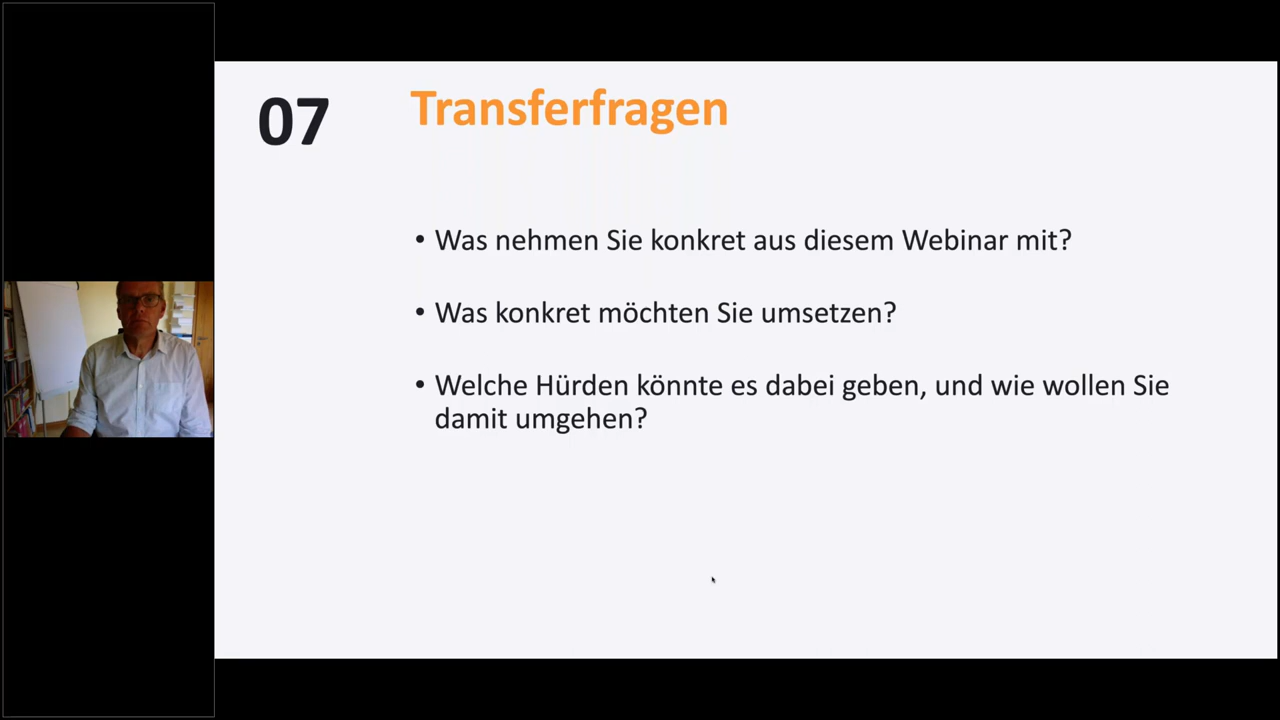 07
Transferfragen
• Was nehmen Sie konkret aus diesem Webinar mit?
• Was konkret möchten Sie umsetzen?
• Welche Hürden könnte es dabei geben, und wie wollen Sie
damit umgehen?